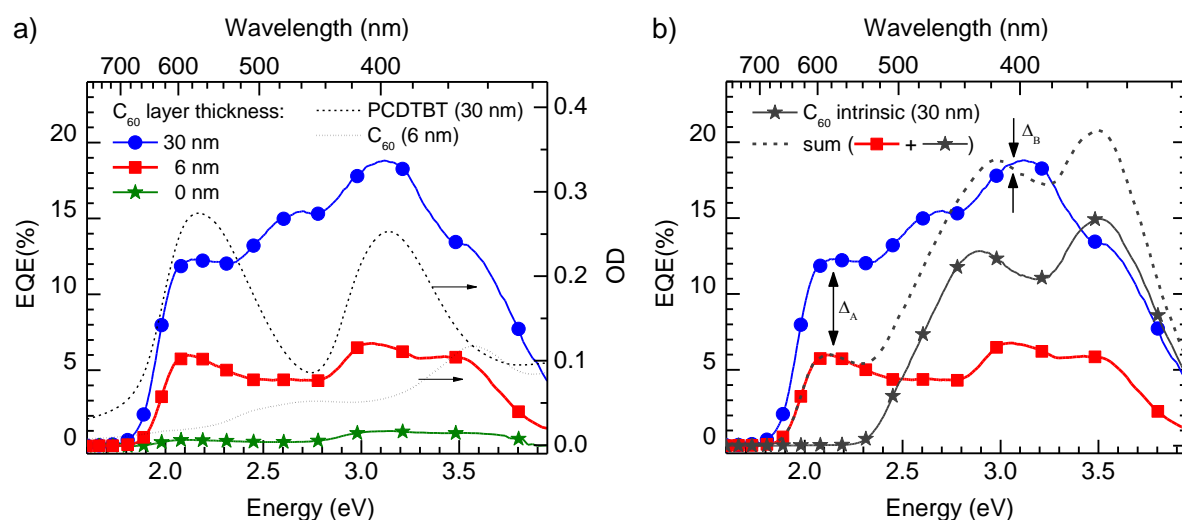 a)
Wavelength (nm)
700 600 500 400
C60 layer thickness:
30 nm
6 nm
0 nm
PCDTBT (30 nm)
C60 (6 nm)
EQE(%)
20
15
10
5
0
0.4
0.3
0.2
0.1
0.0
OD
2.0 2.5 3.0 3.5
Energy (eV)
b)
Wavelength (nm)
700 600 500 400
C60 intrinsic (30 nm)
sum ( + )
ΔB
ΔA
EQE(%)
20
15
10
5
0
2.0 2.5 3.0 3.5
Energy (eV)